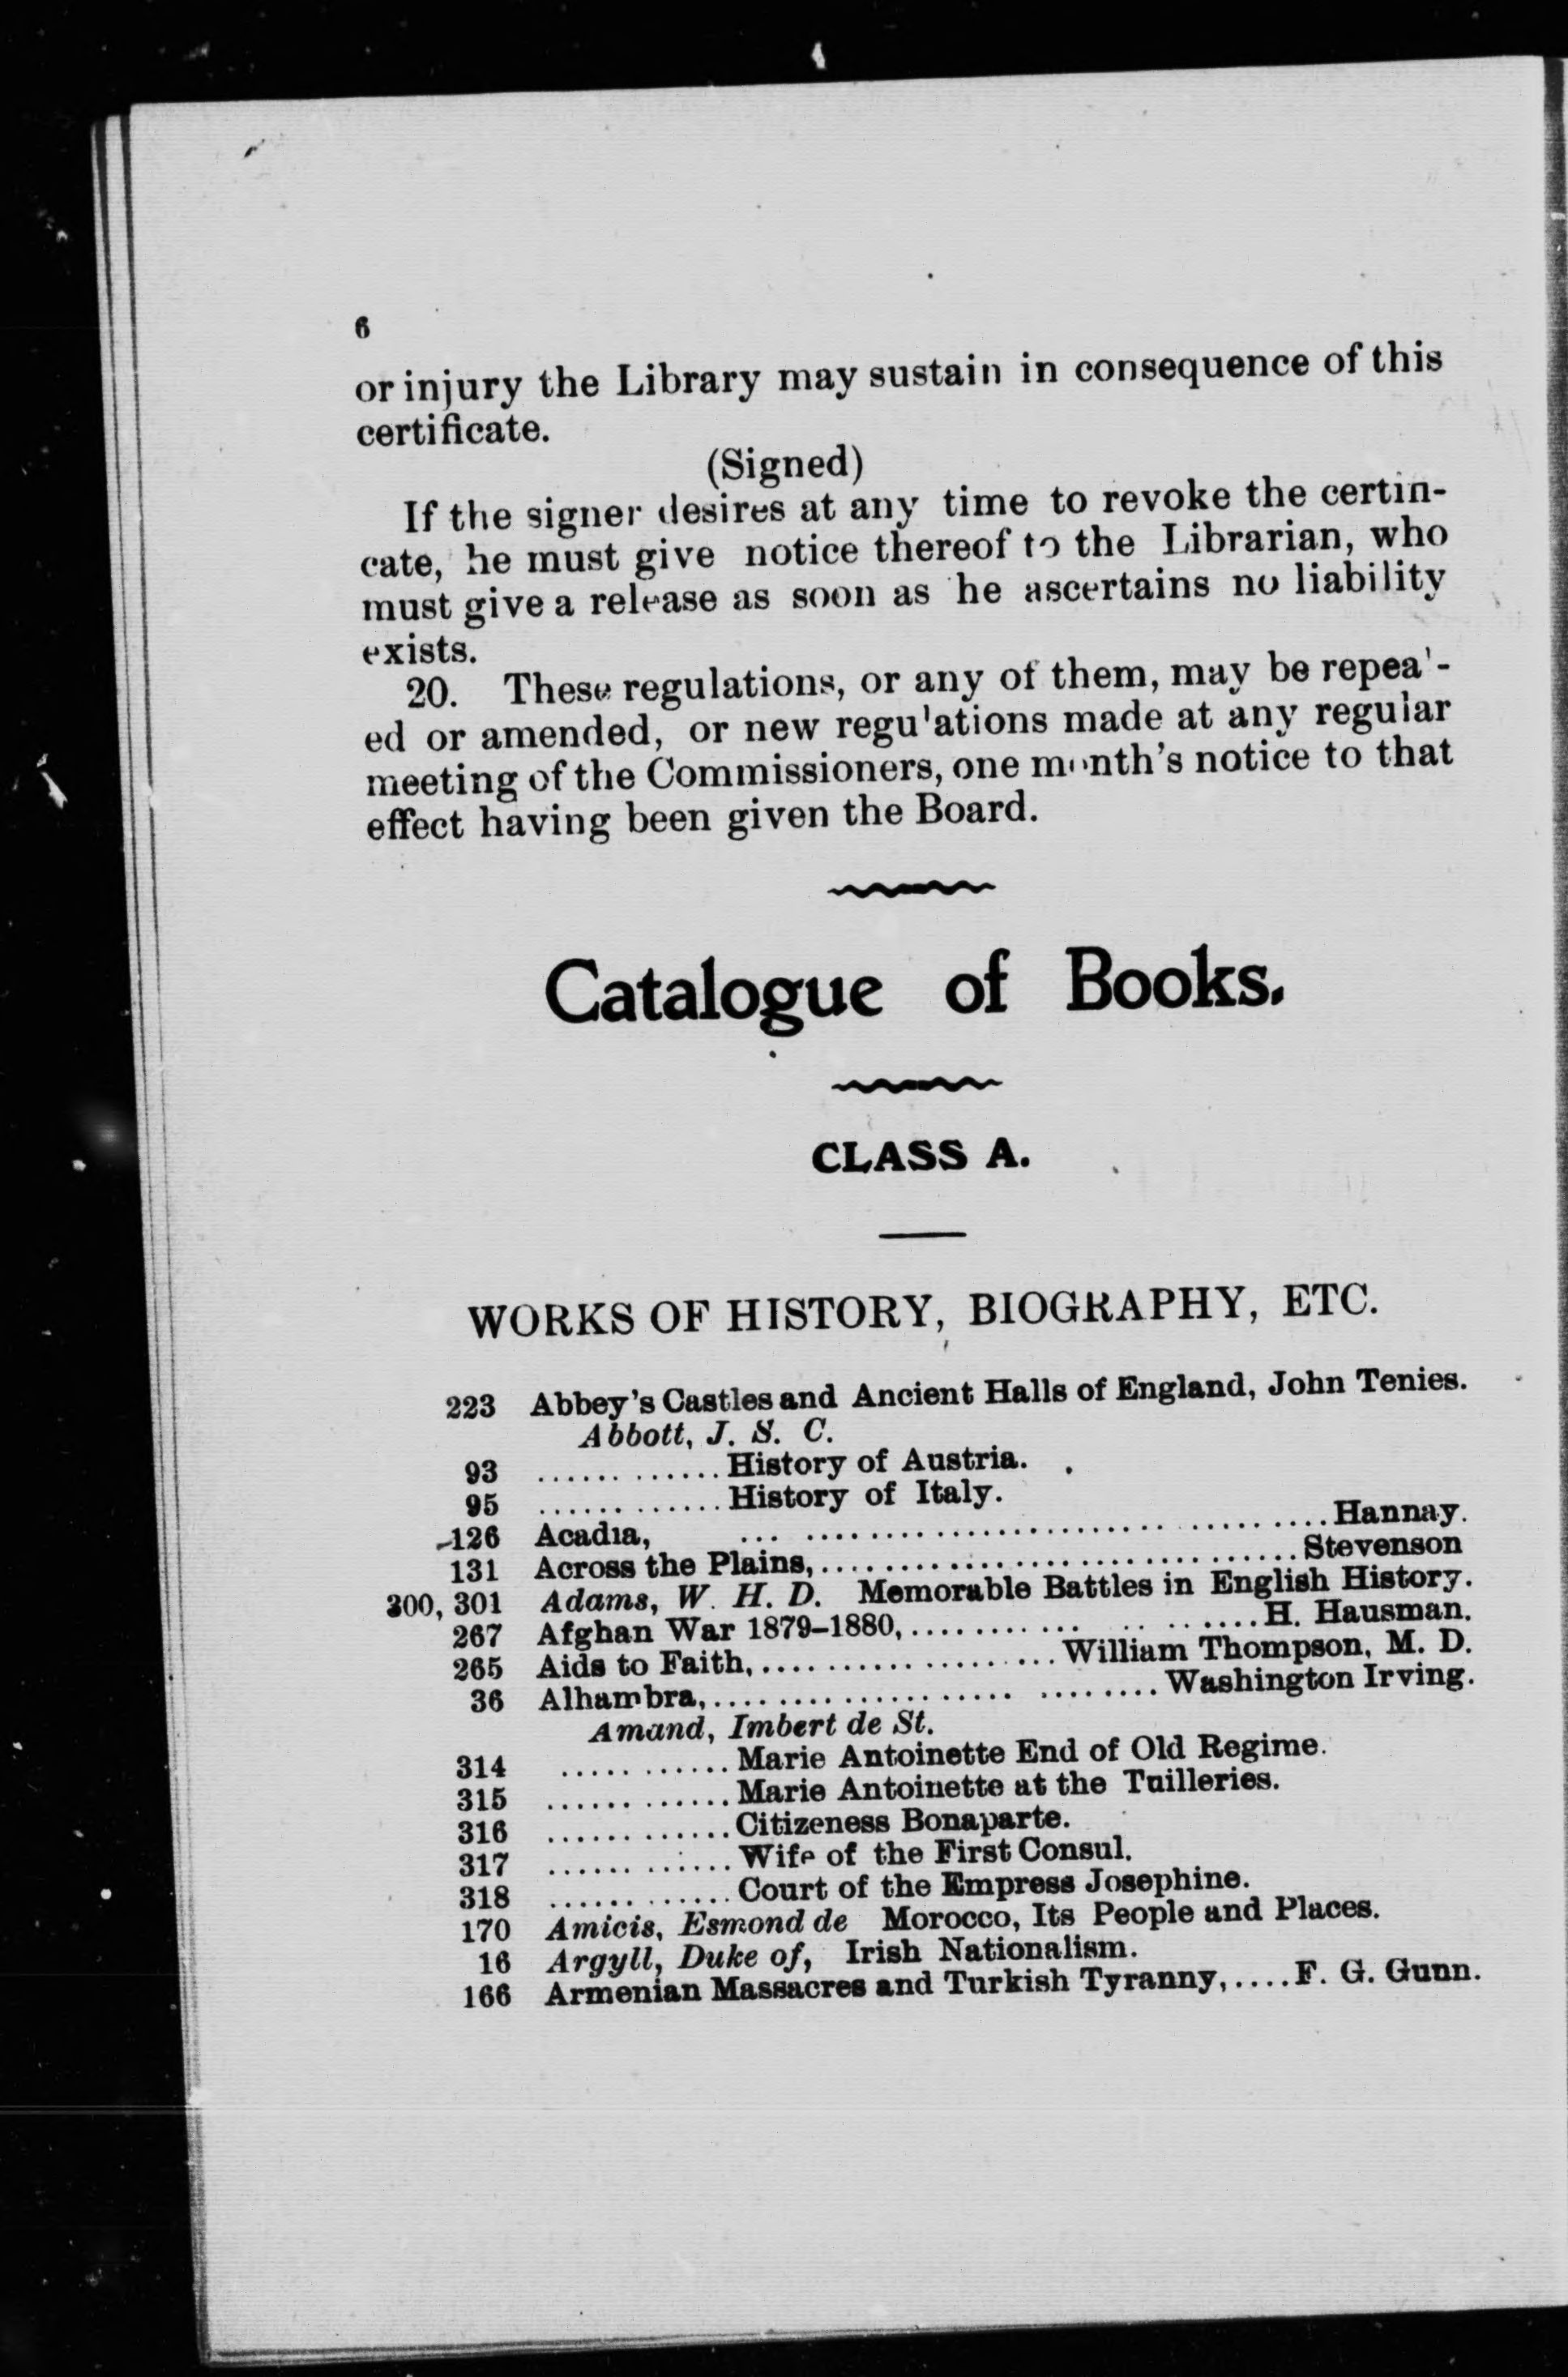 6
or injury the Library may sustain in consequence of this
certificate.
(Signed)
If the signer desires at any time to revoke the certin-
cate, he must give notice thereof to the Librarian, who
must give a release as soon as he ascertains no liability
exists.
20. These regulations, or any of them, may be repea'-
ed or amended, or new regu'ations made at any regular
meeting of the Commissioners, one month's notice to that
effect having been given the Board.
Catalogue of Books.
CLASS A.
WORKS OF HISTORY, BIOGRAPHY, ETC.
223 Abbey's Castles and Ancient Halls of England, John Tenies.
Abbott, J. S. C.
93 ............History of Austria.
95 ............History of Italy.
126 Acadia, ... ................................Hannay.
131 Across the Plains,..............................Stevenson
300, 301 Adams, W. H. D. Memorable Battles in English History.
267 Afghan War 1879-1880,........... .. ......H. Hausman.
265 Aids to Faith,..................William Thompson, M. D.
36 Alhambra,................... ........Washington Irving.
Amand, Imbert de St.
314 ...........Marie Antoinette End of Old Regime.
315 ............Marie Antoinette at the Tuilleries.
316 ............Citizeness Bonaparte.
317 ............Wife of the First Consul.
318 ............Court of the Empress Josephine.
170 Amicis, Esmond de Morocco, Its People and Places.
16 Argyll, Duke of, Irish Nationalism.
166 Armenian Massacres and Turkish Tyranny,....F. G. Gunn.